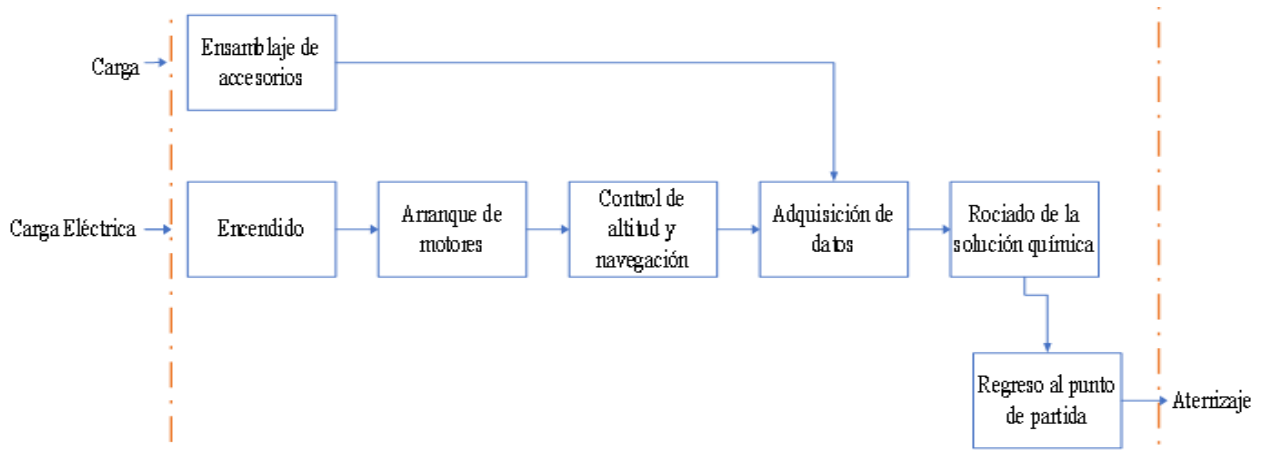 Carga
Ensamblaje de
accesorios
Carga Eléctrica
Encendido
Arranque de
motores
Control de
altitud y
navegación
Adquisición de
datos
Rociado de la
solución química
Regreso al punto
de partida
Aterrizaje